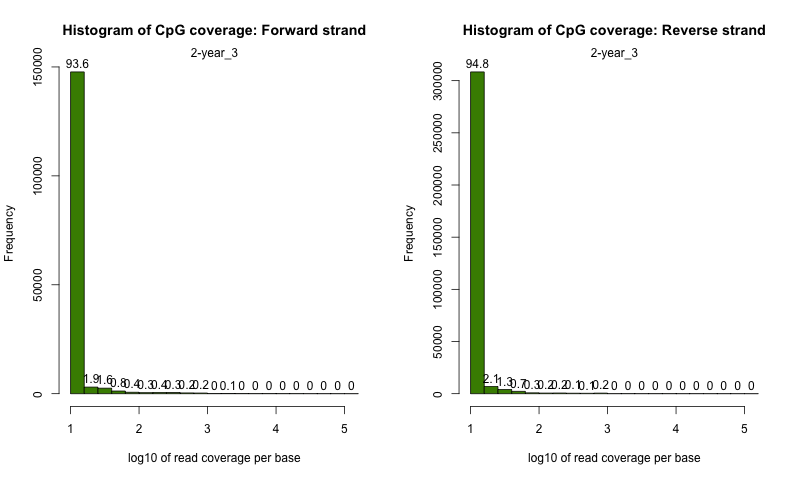 Histogram of CpG coverage: Forward strand
2-year_3
93.6
1.9 1.6 0.8 0.4 0.3 0.4 0.3 0.2 0.2 0 0.1 0 0 0 0 0 0 0 0 0
Frequency
0 50000 100000 150000
1 2 3 4 5
log10 of read coverage per base
Histogram of CpG coverage: Reverse strand
2-year_3
94.8
2.1 1.3 0.7 0.3 0.2 0.2 0.1 0.1 0.2 0 0 0 0 0 0 0 0 0 0 0
Frequency
0 50000 100000 150000 200000 250000 300000
1 2 3 4 5
log10 of read coverage per base